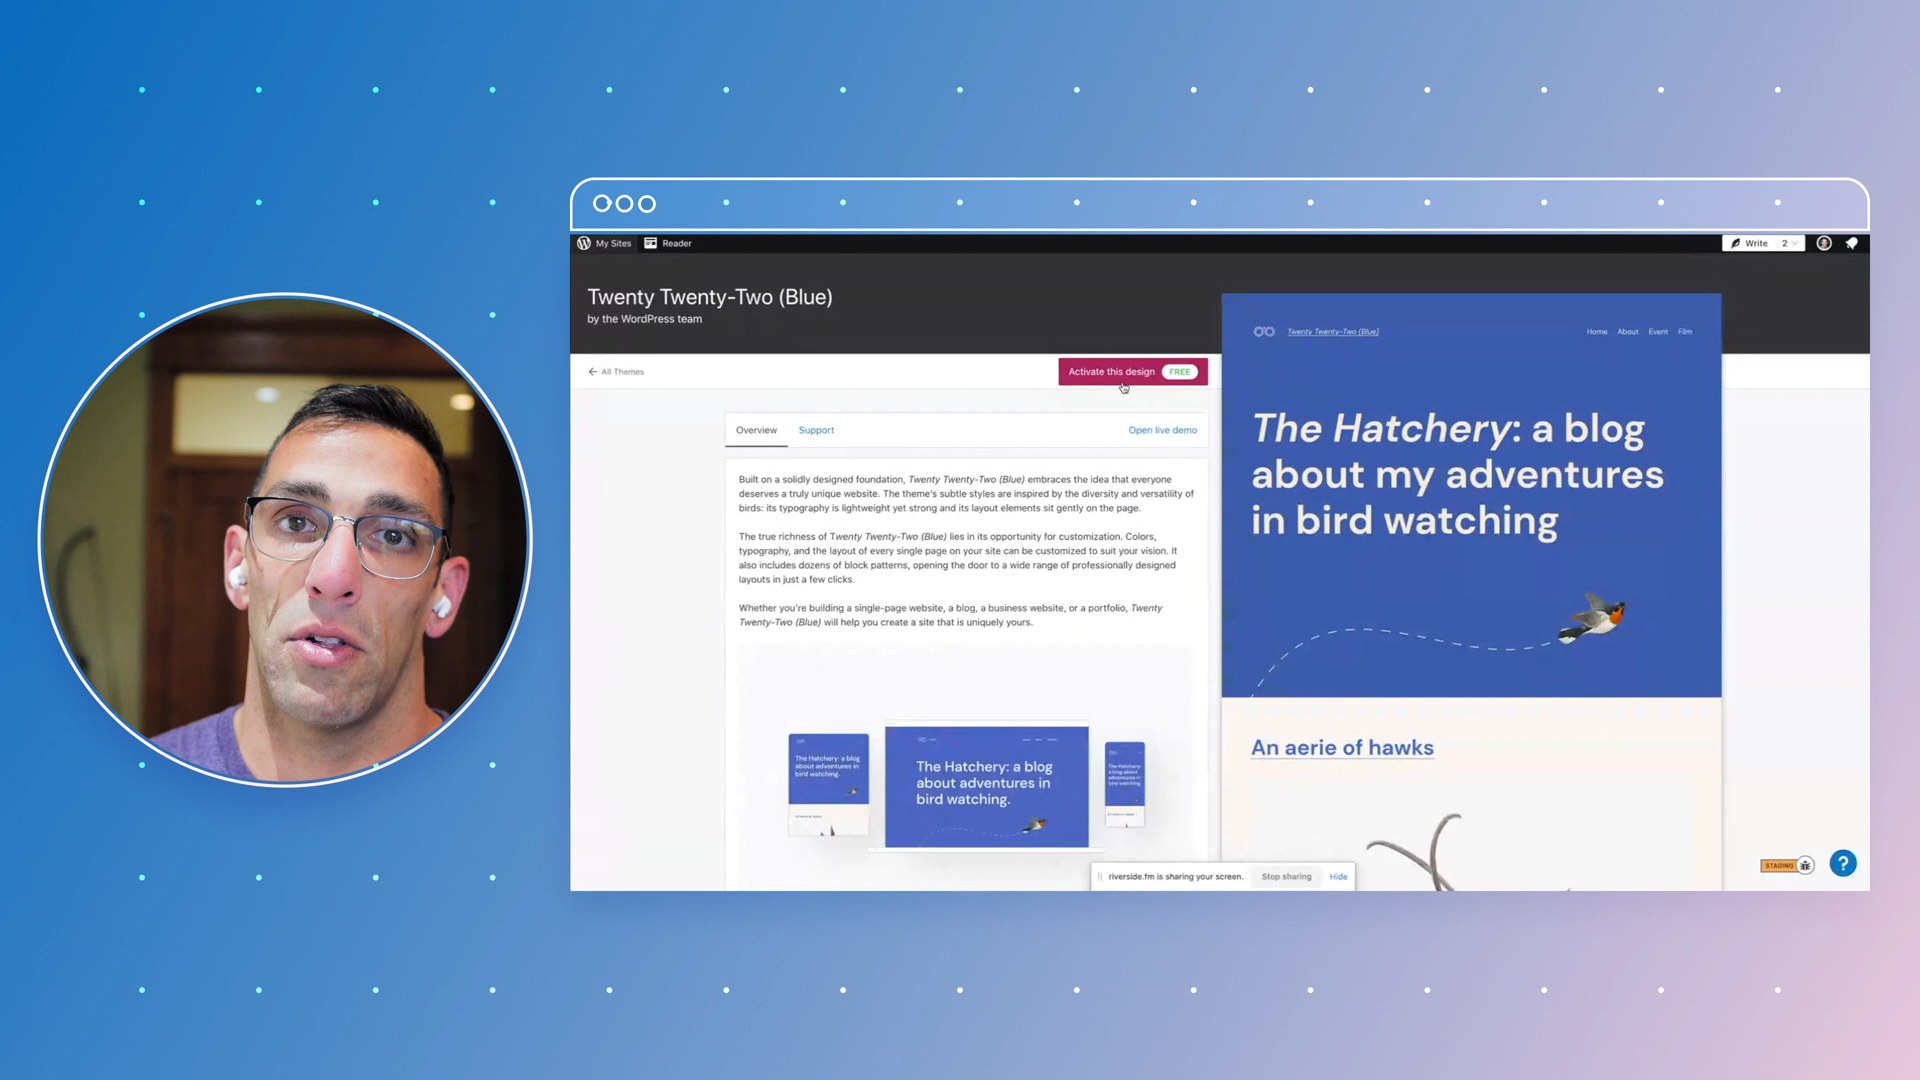 My Sites Reader Write 2
Twenty Twenty-Two (Blue)
by the WordPress team
All Themes
Activate this design FREE
Overview Support Open live demo
Built on a solidly designed foundation, Twenty Twenty-Two (Blue) embraces the idea that everyone
deserves a truly unique website. The theme's subtle styles are inspired by the diversity and versatility of
birds: its typography is lightweight yet strong and its layout elements sit gently on the page.
The true richness of Twenty Twenty-Two (Blue) lies in its opportunity for customization. Colors,
typography, and the layout of every single page on your site can be customized to suit your vision. It
also includes dozens of block patterns, opening the door to a wide range of professionally designed
layouts in just a few clicks.
Whether you're building a single-page website, a blog, a business website, or a portfolio, Twenty
Twenty-Two (Blue) will help you create a site that is uniquely yours.
The Hatchery: a blog
about adventures in
bird watching.
The Hatchery: a blog
about adventures in
bird watching.
Twenty Twenty-Two (Blue) Home About Event Film
The Hatchery: a blog
about my adventures
in bird watching
An aerie of hawks
riverside.fm is sharing your screen. Stop sharing Hide
STAGING
?